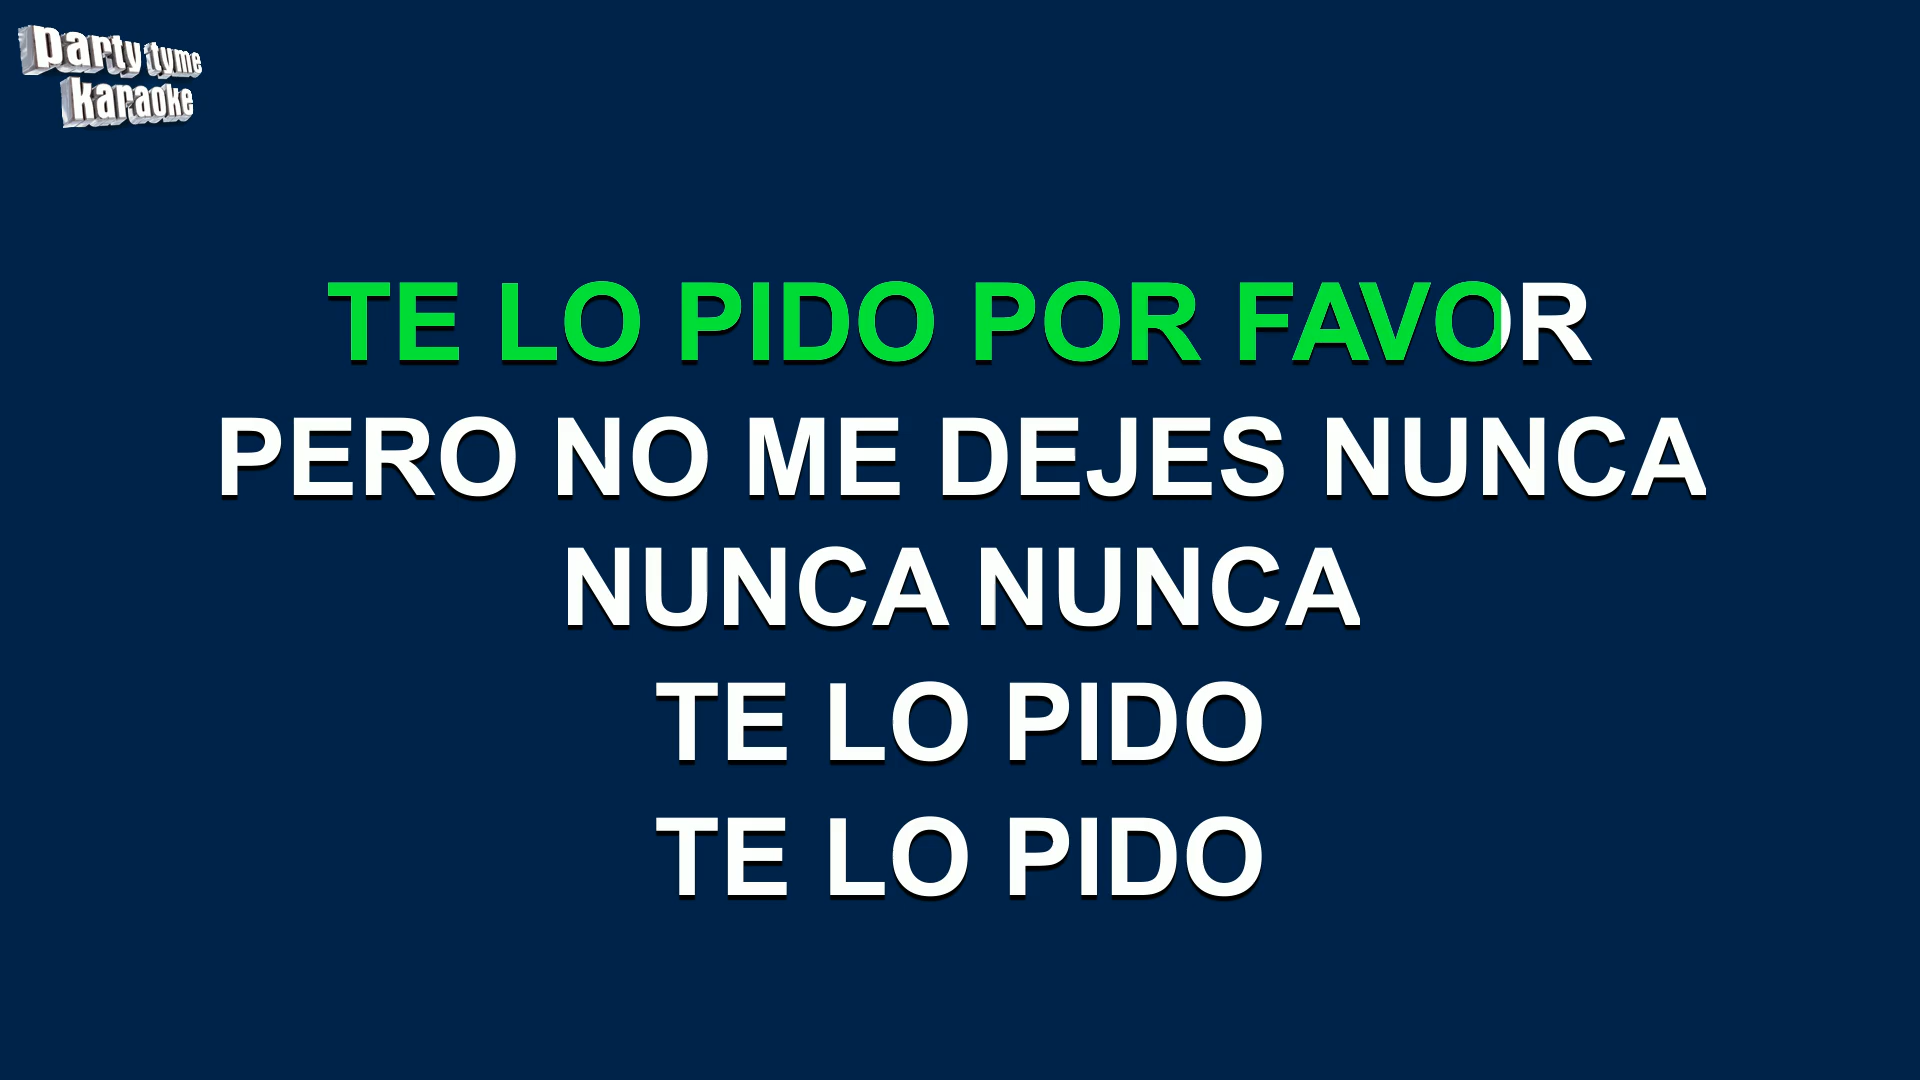 party tyme
karaoke
TE LO PIDO POR FAVOR
PERO NO ME DEJES NUNCA
NUNCA NUNCA
TE LO PIDO
TE LO PIDO